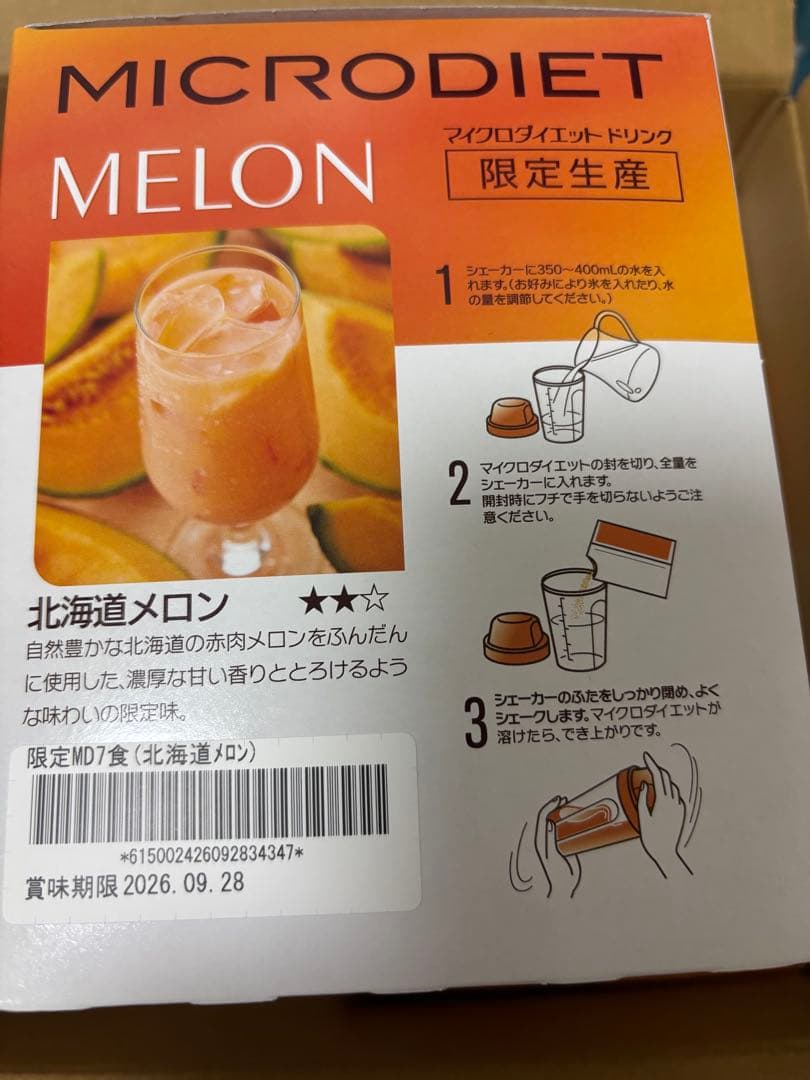 MICRODIET
MELON
マイクロダイエット ドリンク
限定生産
1
シェーカーに350〜400mLの水を入
れます。(お好みにより氷を入れたり、水
の量を調節してください。)
2
マイクロダイエットの封を切り、全量を
シェーカーに入れます。
開封時にフチで手を切らないようご注
意ください。
3
シェーカーのふたをしっかり閉め、よく
シェークします。マイクロダイエットが
溶けたら、でき上がりです。
北海道メロン ★★☆
自然豊かな北海道の赤肉メロンをふんだん
に使用した、濃厚な甘い香りととろけるよう
な味わいの限定味。
限定MD7食(北海道ﾒﾛﾝ)
*615002426092834347*
賞味期限 2026.09.28